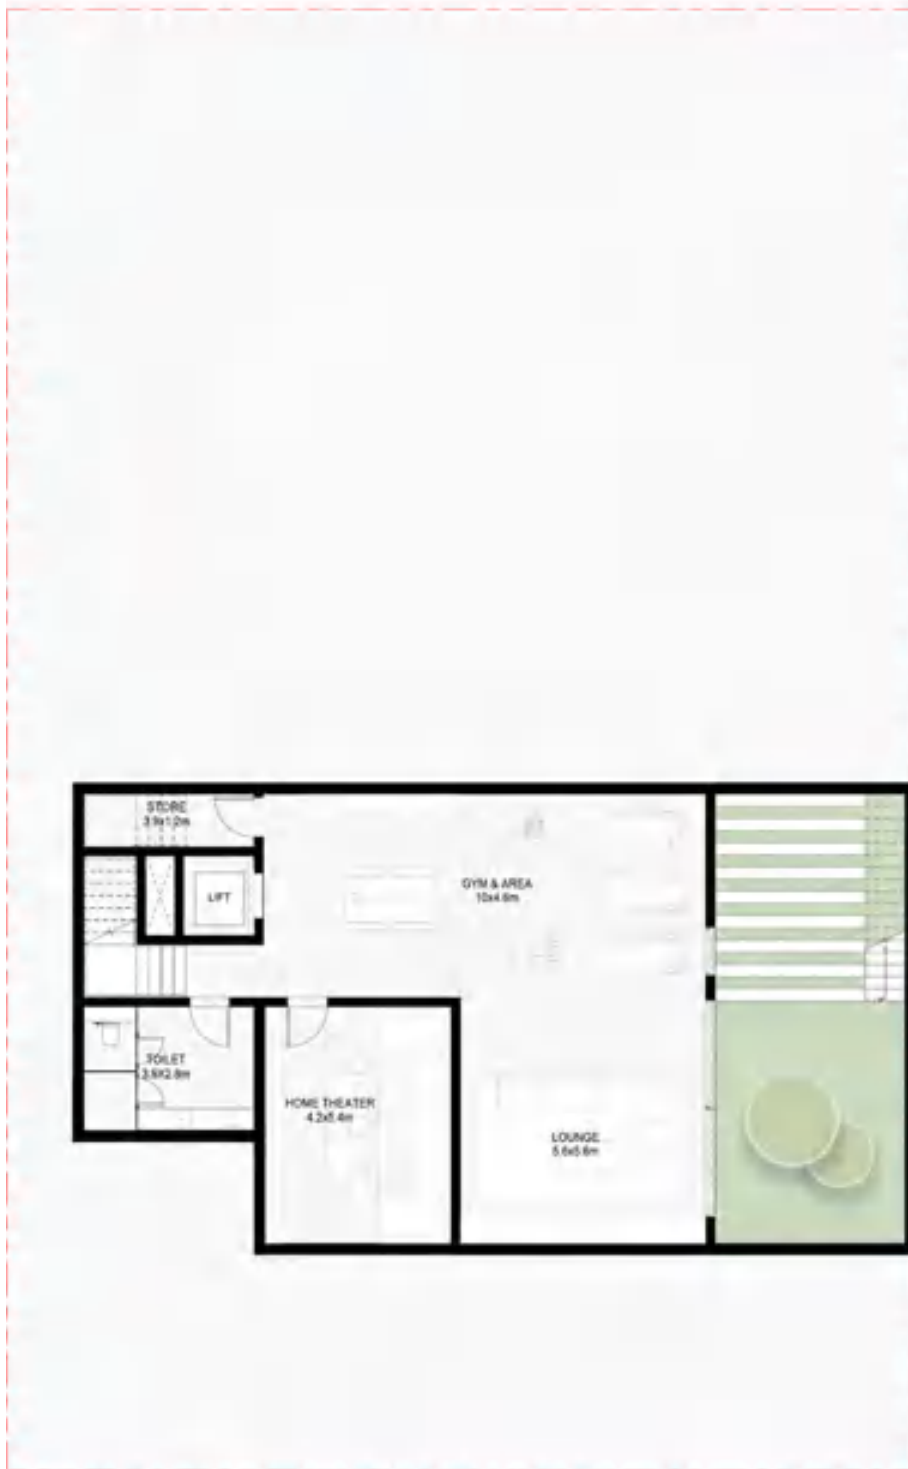 STORE
3.9x1.2m
LIFT
GYM & AREA
10x4.6m
TOILET
3.9X2.8m
HOME THEATER
4.2x5.4m
LOUNGE
5.6x5.6m